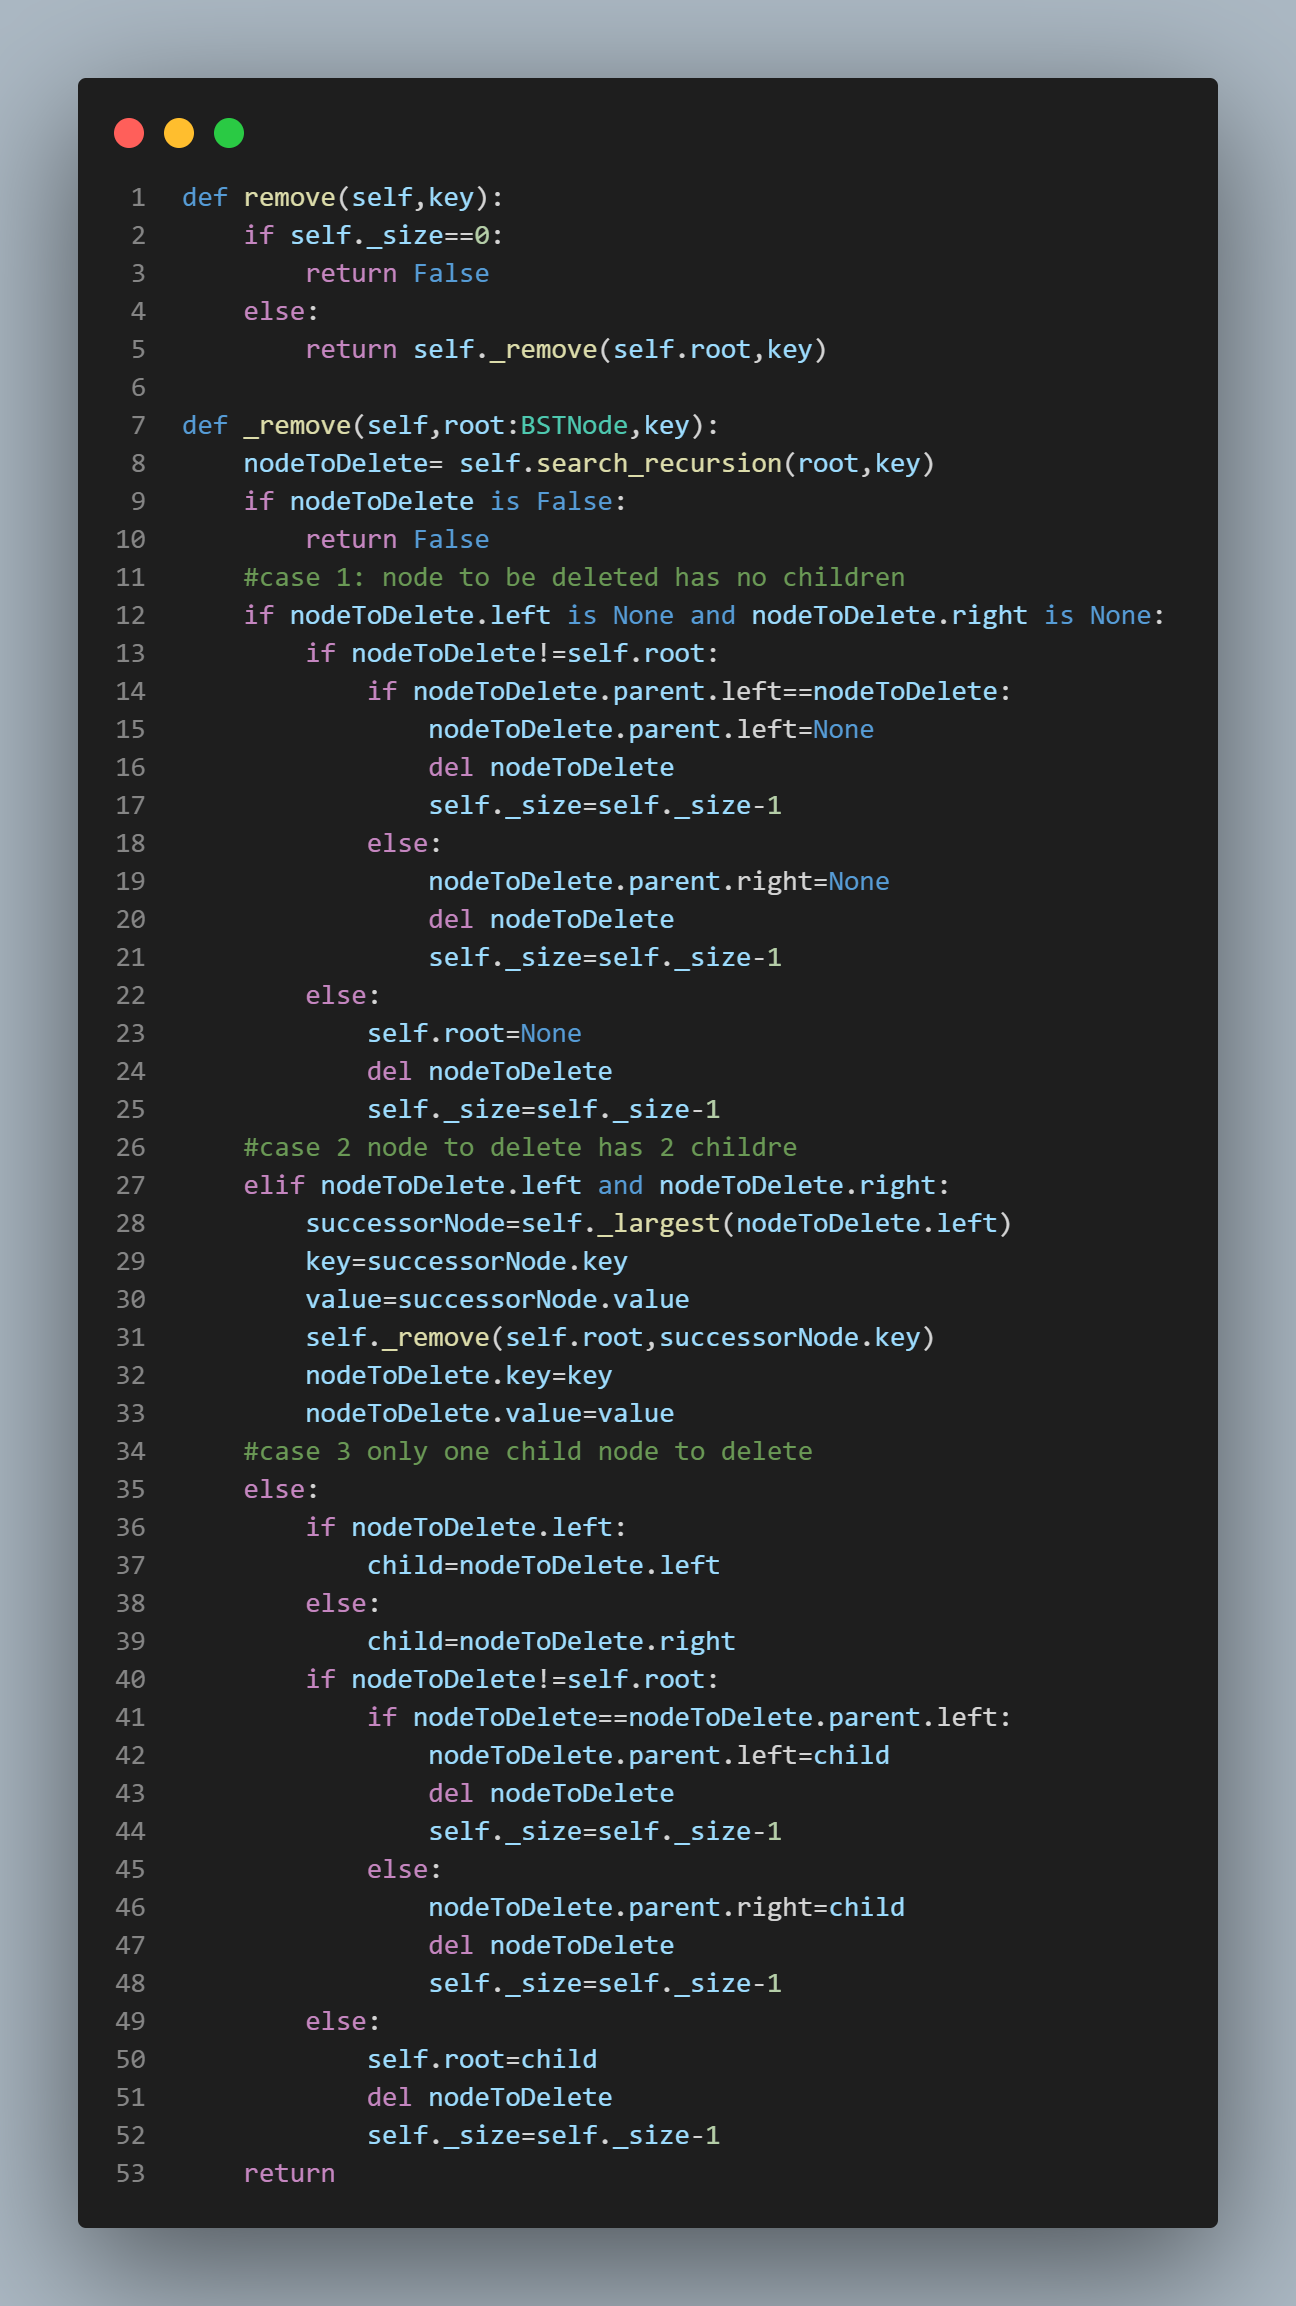 1 def remove(self,key):
2     if self._size==0:
3         return False
4     else:
5         return self._remove(self.root,key)
6
7 def _remove(self,root:BSTNode,key):
8     nodeToDelete= self.search_recursion(root,key)
9     if nodeToDelete is False:
10         return False
11     #case 1: node to be deleted has no children
12     if nodeToDelete.left is None and nodeToDelete.right is None:
13         if nodeToDelete!=self.root:
14             if nodeToDelete.parent.left==nodeToDelete:
15                 nodeToDelete.parent.left=None
16                 del nodeToDelete
17                 self._size=self._size-1
18             else:
19                 nodeToDelete.parent.right=None
20                 del nodeToDelete
21                 self._size=self._size-1
22         else:
23             self.root=None
24             del nodeToDelete
25             self._size=self._size-1
26     #case 2 node to delete has 2 childre
27     elif nodeToDelete.left and nodeToDelete.right:
28         successorNode=self._largest(nodeToDelete.left)
29         key=successorNode.key
30         value=successorNode.value
31         self._remove(self.root,successorNode.key)
32         nodeToDelete.key=key
33         nodeToDelete.value=value
34     #case 3 only one child node to delete
35     else:
36         if nodeToDelete.left:
37             child=nodeToDelete.left
38         else:
39             child=nodeToDelete.right
40         if nodeToDelete!=self.root:
41             if nodeToDelete==nodeToDelete.parent.left:
42                 nodeToDelete.parent.left=child
43                 del nodeToDelete
44                 self._size=self._size-1
45             else:
46                 nodeToDelete.parent.right=child
47                 del nodeToDelete
48                 self._size=self._size-1
49         else:
50             self.root=child
51             del nodeToDelete
52             self._size=self._size-1
53     return